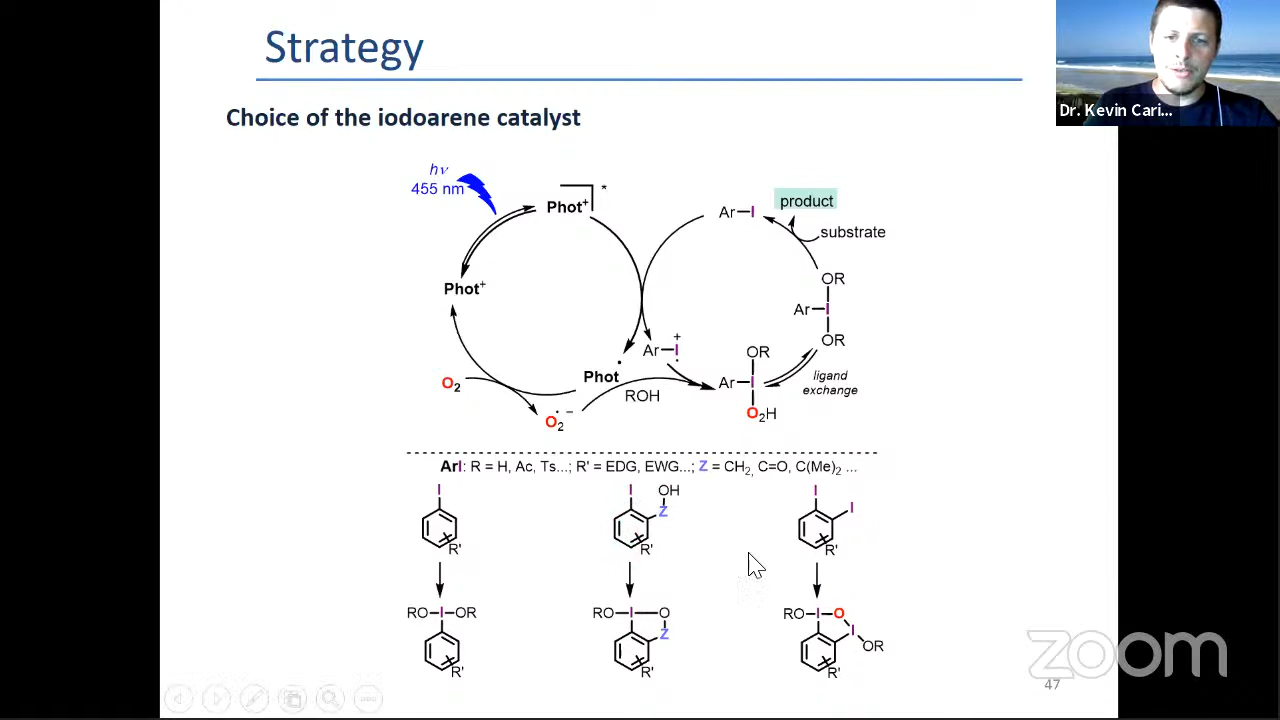 Strategy
Dr. Kevin Cari...
Choice of the iodoarene catalyst
hν
455 nm
Phot+
*
Ar I
product
substrate
Phot+
OR
Ar I
OR
+
Ar I
.
OR
Ar I
O2H
ligand
exchange
O2
Phot
ROH
O2 . −
ArI: R = H, Ac, Ts...; R' = EDG, EWG...; Z = CH2, C=O, C(Me)2 ...
I
R'
I
OH
Z
R'
I
I
R'
RO I OR
R'
RO I O
Z
R'
RO I O
I
OR
R'
zoom
47